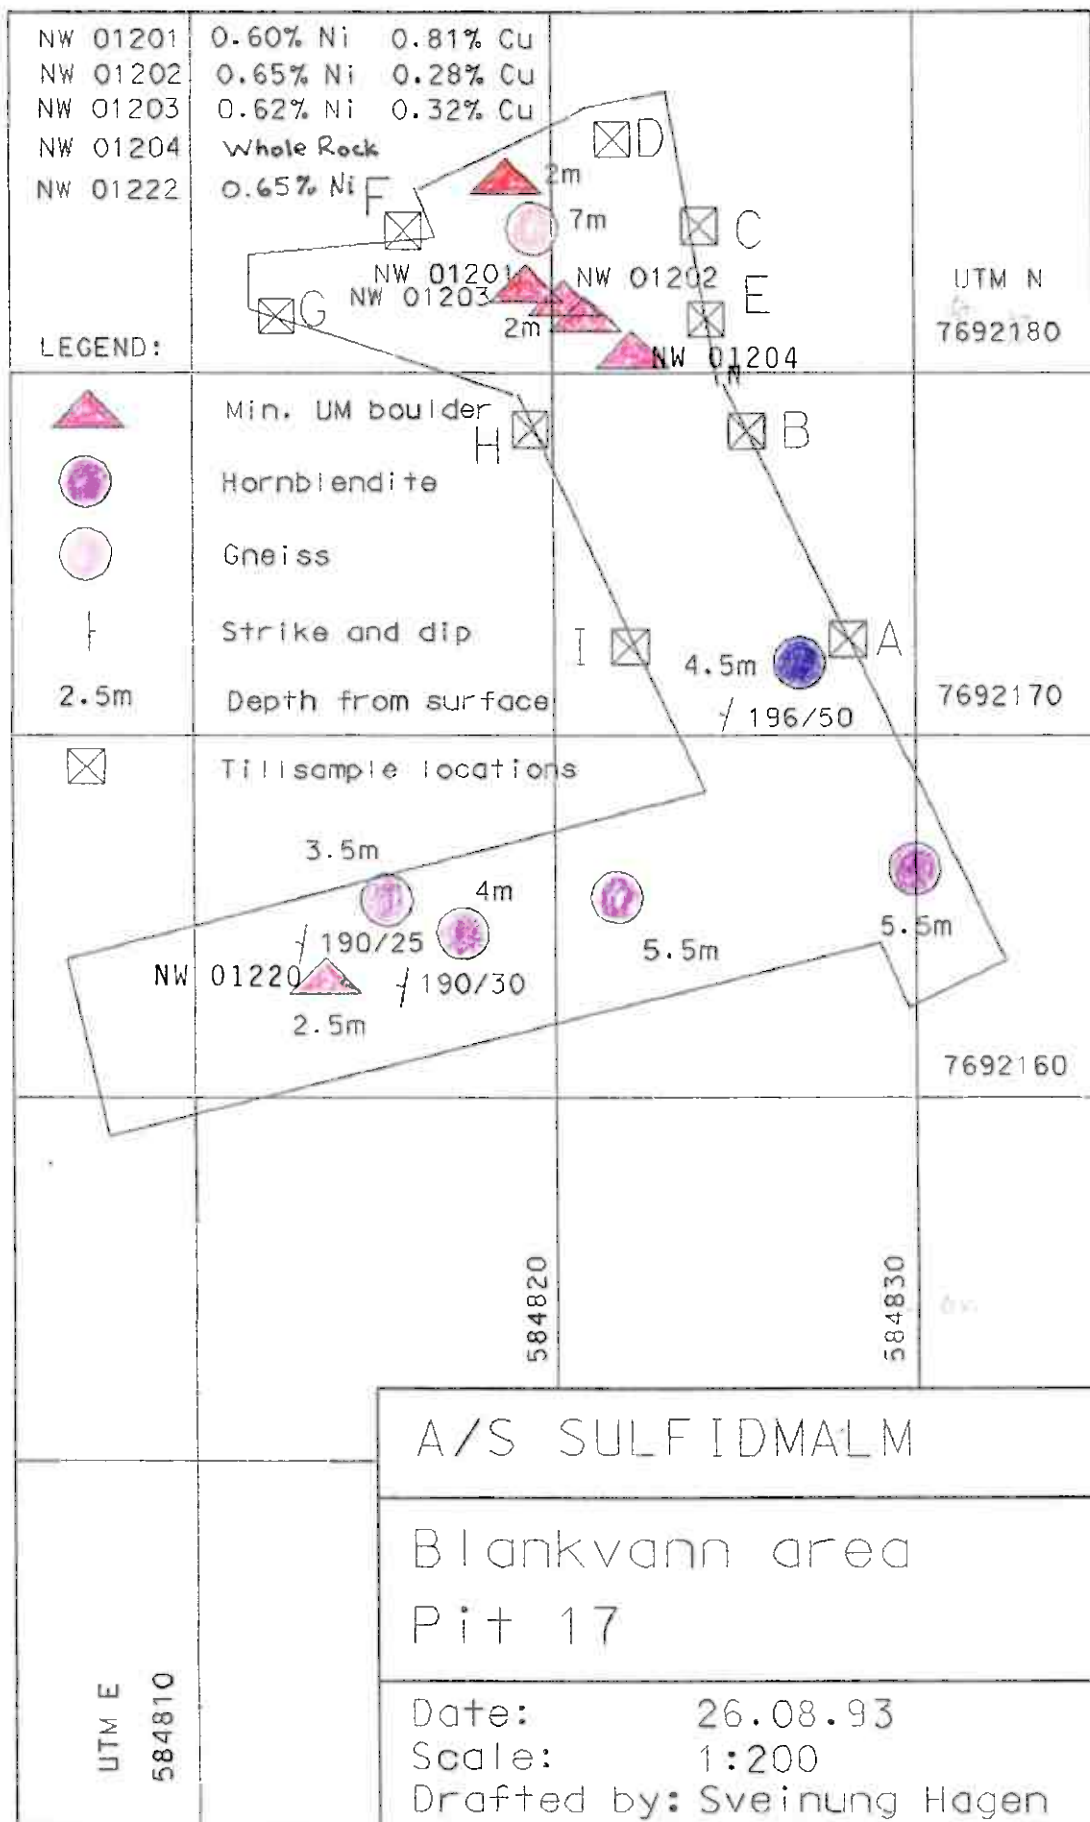 NW 01201 0.60% Ni 0.81% Cu
NW 01202 0.65% Ni 0.28% Cu
NW 01203 0.62% Ni 0.32% Cu
NW 01204 Whole Rock
NW 01222 0.65% Ni
D
2m
F
7m
C
NW 01201
NW 01202
NW 01203
G
E
2m
UTM N
7692180
NW 01204
LEGEND:
Min. UM boulder
H
B
Hornblendite
Gneiss
Strike and dip
I
A
4.5m
2.5m Depth from surface
196/50
7692170
Tillsample locations
3.5m
4m
190/25
5.5m
5.5m
NW 01220
190/30
2.5m
7692160
584820
584830
UTM E
584810
A/S SULFIDMALM
Blankvann area
Pit 17
Date: 26.08.93
Scale: 1:200
Drafted by: Sveinung Hagen